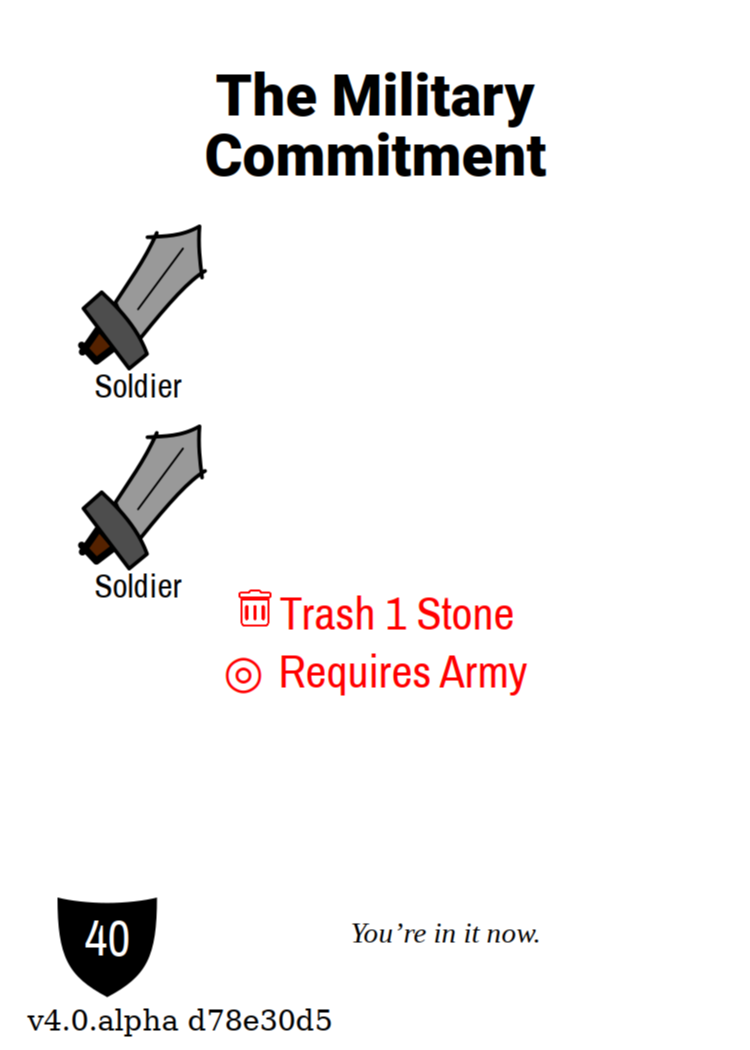 The Military
Commitment
Soldier
Soldier
Trash 1 Stone
Requires Army
40
You’re in it now.
v4.0.alpha d78e30d5